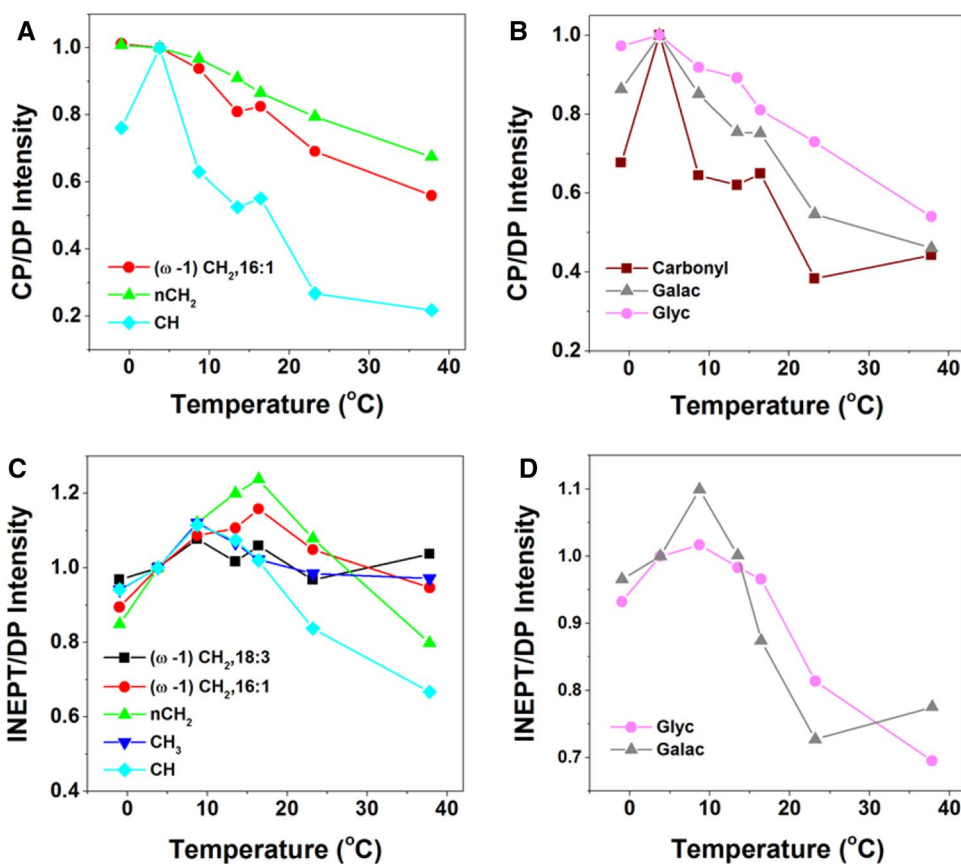 A
CP/DP Intensity
1.0
0.8
0.6
0.4
0.2
(ω -1) CH₂,16:1
nCH₂
CH
0 10 20 30 40
Temperature (°C)
B
CP/DP Intensity
1.0
0.8
0.6
0.4
0.2
Carbonyl
Galac
Glyc
0 10 20 30 40
Temperature (°C)
C
INEPT/DP Intensity
1.2
1.0
0.8
0.6
0.4
(ω -1) CH₂,18:3
(ω -1) CH₂,16:1
nCH₂
CH₃
CH
0 10 20 30 40
Temperature (°C)
D
INEPT/DP Intensity
1.1
1.0
0.9
0.8
0.7
Glyc
Galac
0 10 20 30 40
Temperature (°C)